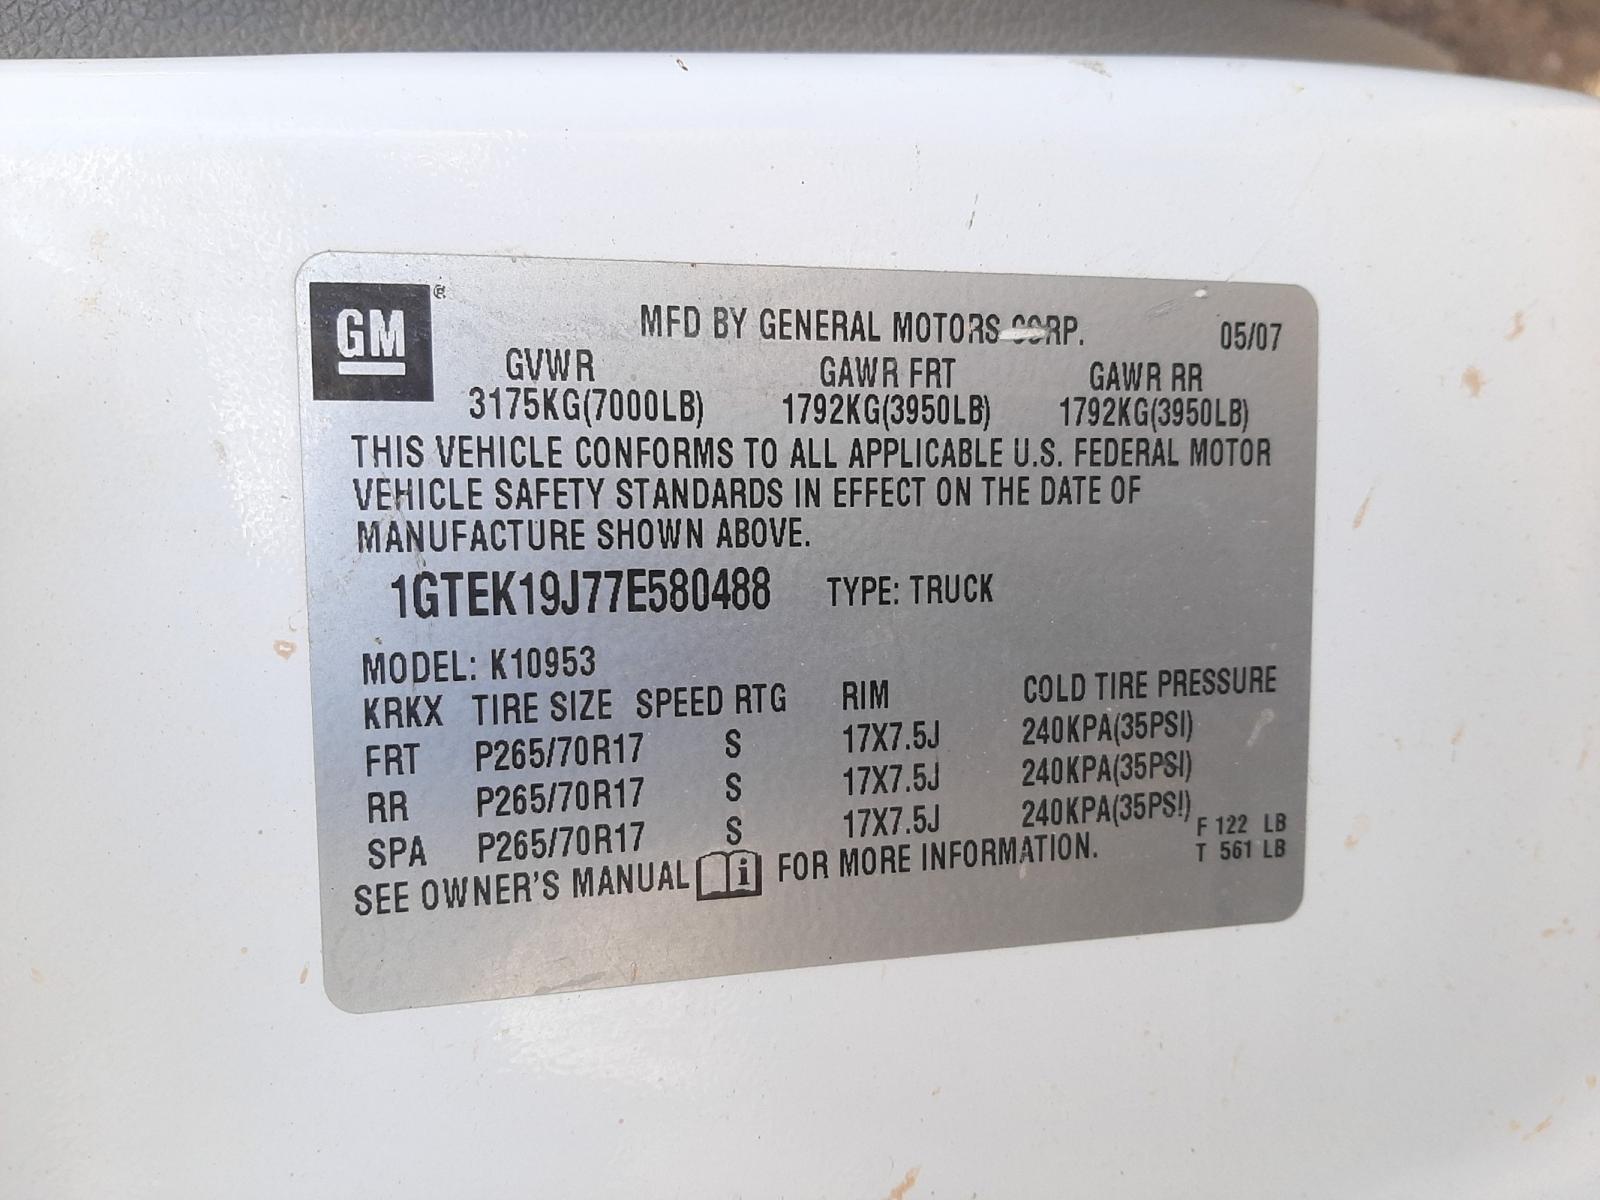 GM ®
MFD BY GENERAL MOTORS CORP. 05/07
GVWR GAWR FRT GAWR RR
3175KG(7000LB) 1792KG(3950LB) 1792KG(3950LB)
THIS VEHICLE CONFORMS TO ALL APPLICABLE U.S. FEDERAL MOTOR
VEHICLE SAFETY STANDARDS IN EFFECT ON THE DATE OF
MANUFACTURE SHOWN ABOVE.
1GTEK19J77E580488 TYPE: TRUCK
MODEL: K10953
KRKX TIRE SIZE SPEED RTG RIM COLD TIRE PRESSURE
FRT P265/70R17 S 17X7.5J 240KPA(35PSI)
RR P265/70R17 S 17X7.5J 240KPA(35PSI)
SPA P265/70R17 S 17X7.5J 240KPA(35PSI)
SEE OWNER'S MANUAL i FOR MORE INFORMATION.
F 122 LB
T 561 LB